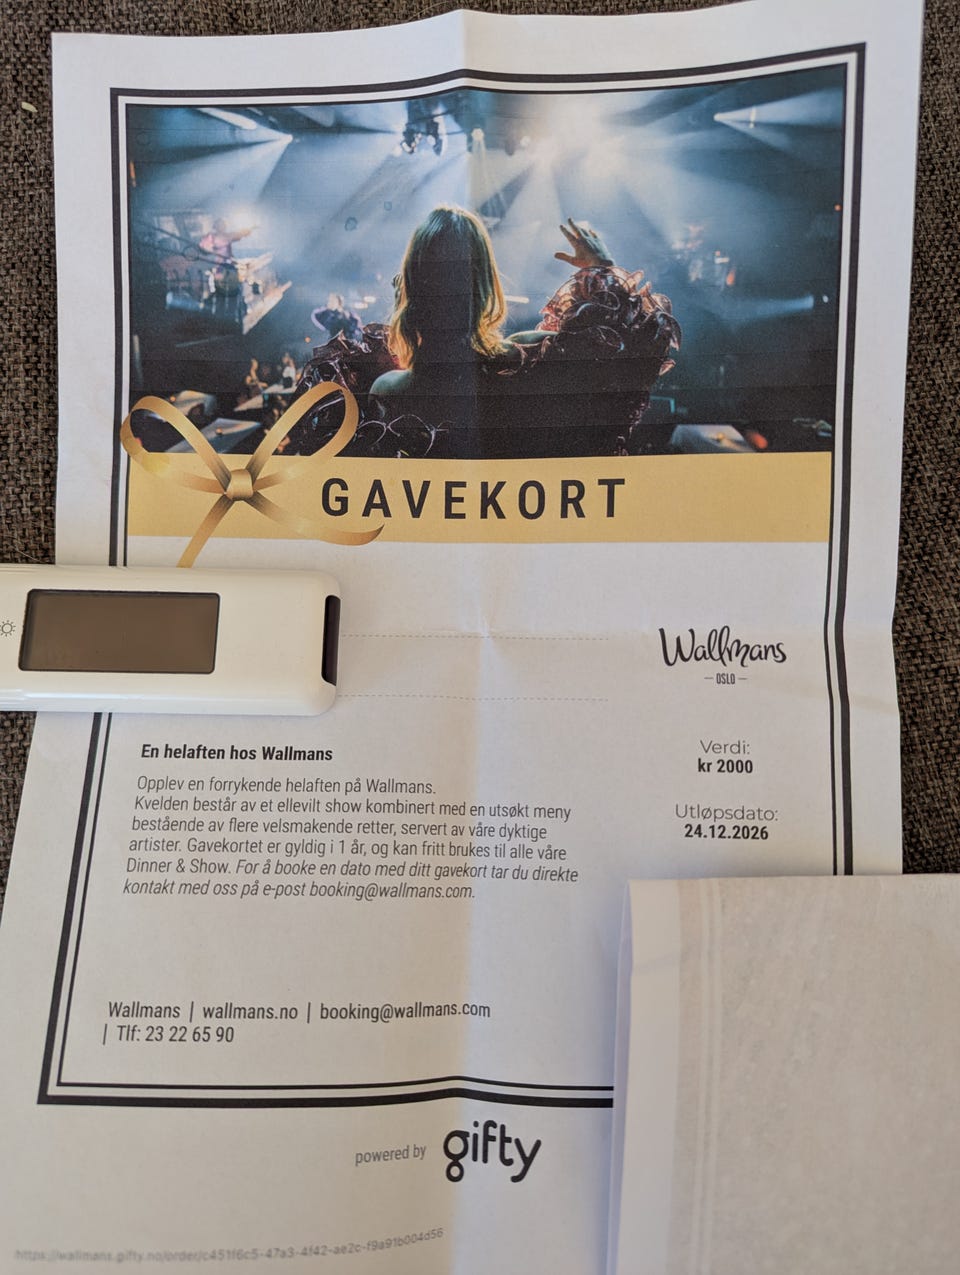 GAVEKORT
Wallmans
— OSLO —
En helaften hos Wallmans
Opplev en forrykende helaften på Wallmans.
Kvelden består av et ellevilt show kombinert med en utsøkt meny
bestående av flere velsmakende retter, servert av våre dyktige
artister. Gavekortet er gyldig i 1 år, og kan fritt brukes til alle våre
Dinner & Show. For å booke en dato med ditt gavekort tar du direkte
kontakt med oss på e-post booking@wallmans.com.
Verdi:
kr 2000
Utløpsdato:
24.12.2026
Wallmans | wallmans.no | booking@wallmans.com
| Tlf: 23 22 65 90
powered by gifty
https://wallmans.gifty.no/order/c451f6c5-47a3-4f42-ae2c-f9a91b004d56